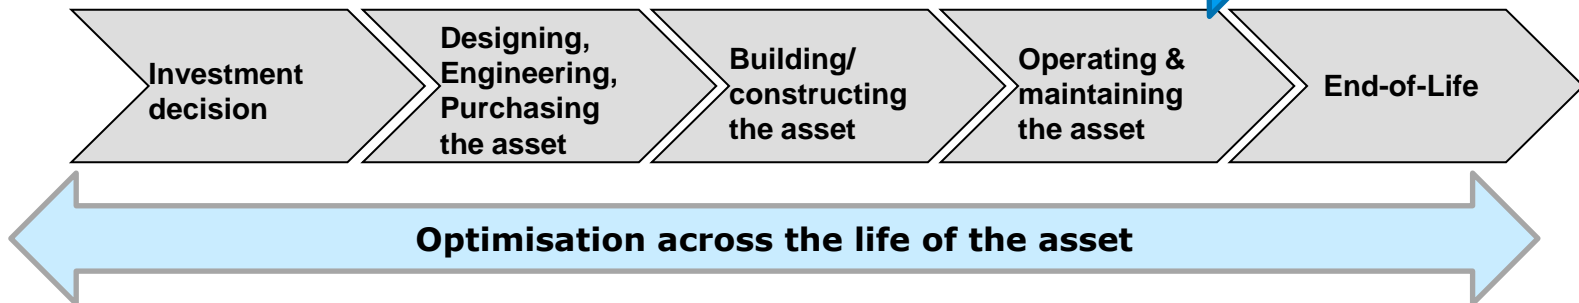 Investment
decision
Designing,
Engineering,
Purchasing
the asset
Building/
constructing
the asset
Operating &
maintaining
the asset
End-of-Life
Optimisation across the life of the asset